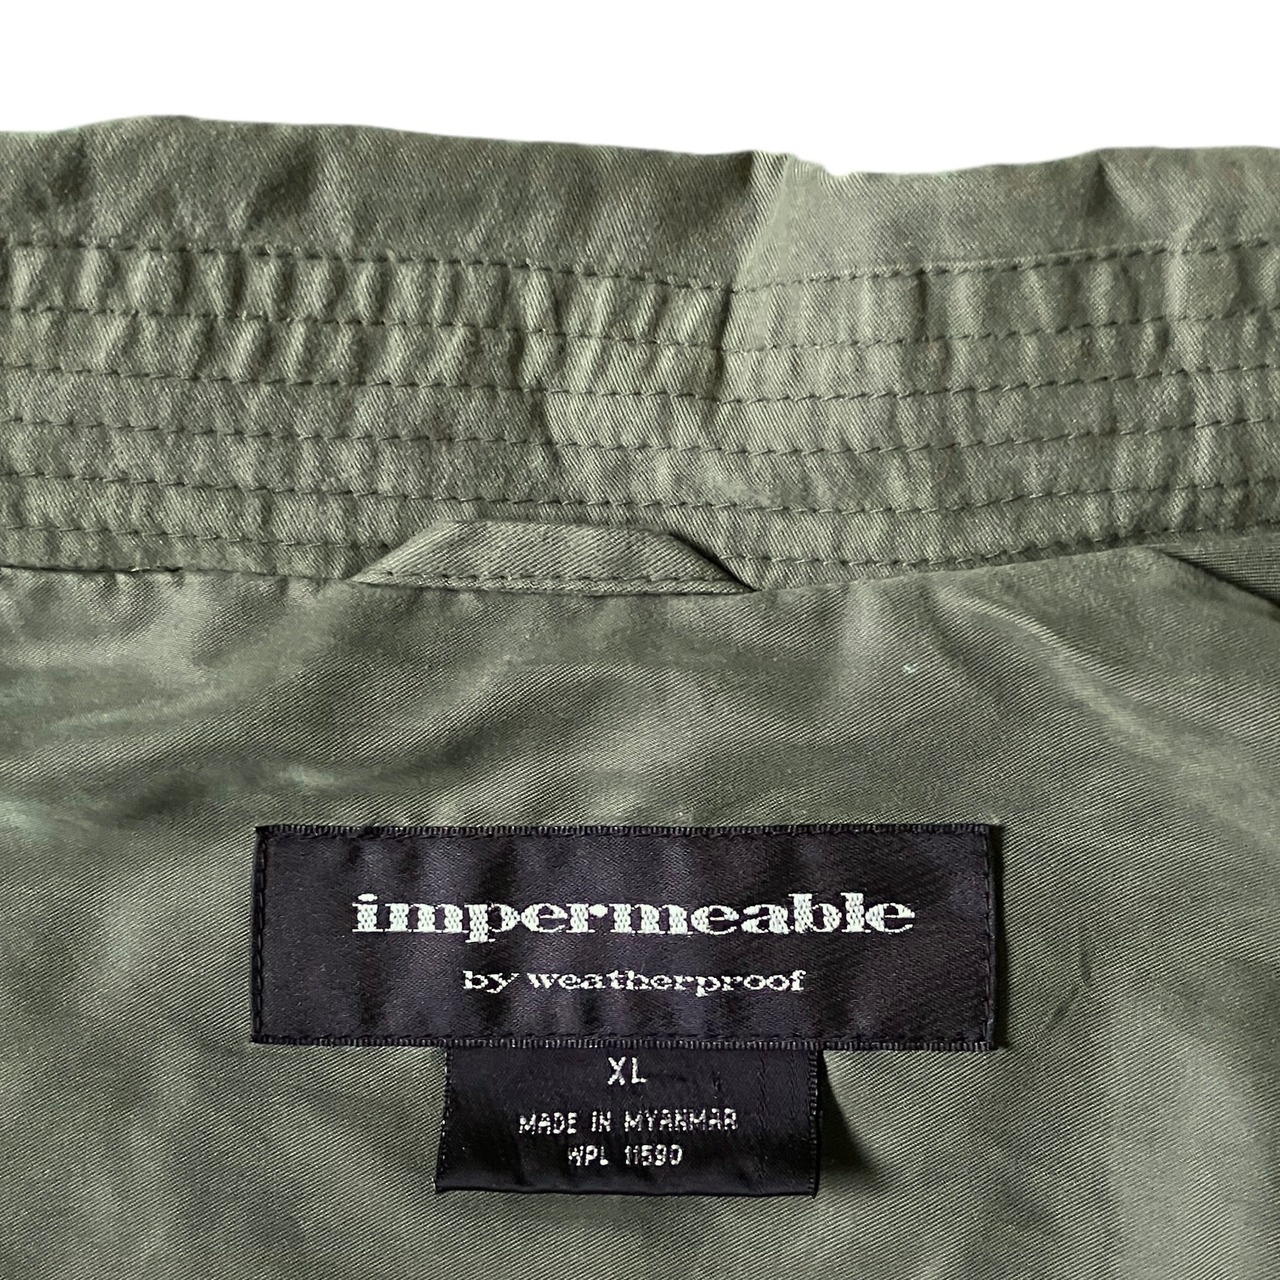 impermeable
by weatherproof
XL
MADE IN MYANMAR
WPL 11590